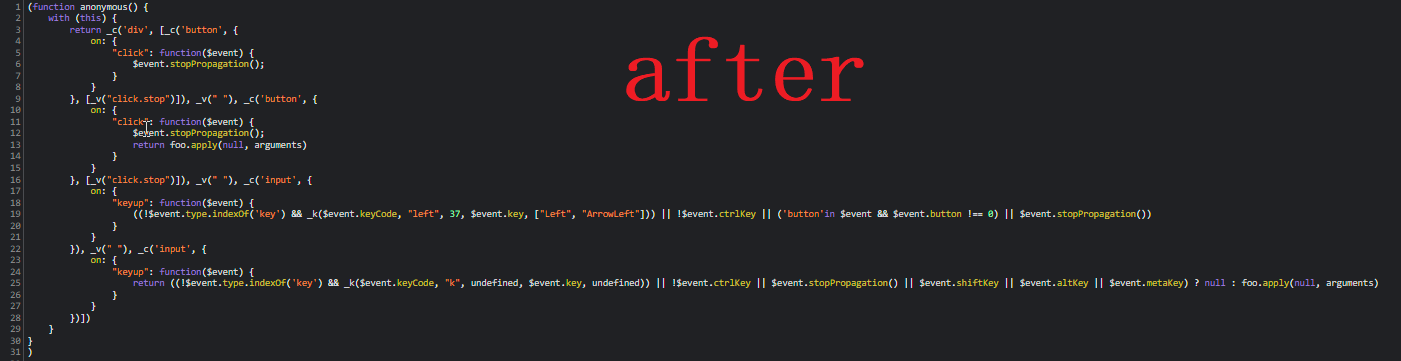 1 (function anonymous() {
2 with (this) {
3 return _c('div', [_c('button', {
4 on: {
5 "click": function($event) {
6 $event.stopPropagation();
7 }
8 }
9 }, [_v("click.stop")]), _v(" "), _c('button', {
10 on: {
11 "click": function($event) {
12 $event.stopPropagation();
13 return foo.apply(null, arguments)
14 }
15 }
16 }, [_v("click.stop")]), _v(" "), _c('input', {
17 on: {
18 "keyup": function($event) {
19 ((!$event.type.indexOf('key') && _k($event.keyCode, "left", 37, $event.key, ["Left", "ArrowLeft"])) || !$event.ctrlKey || ('button'in $event && $event.button !== 0) || $event.stopPropagation())
20 }
21 }
22 }), _v(" "), _c('input', {
23 on: {
24 "keyup": function($event) {
25 return ((!$event.type.indexOf('key') && _k($event.keyCode, "k", undefined, $event.key, undefined)) || !$event.ctrlKey || $event.stopPropagation() || $event.shiftKey || $event.altKey || $event.metaKey) ? null : foo.apply(null, arguments)
26 }
27 }
28 })])
29 }
30 }
31 )
after